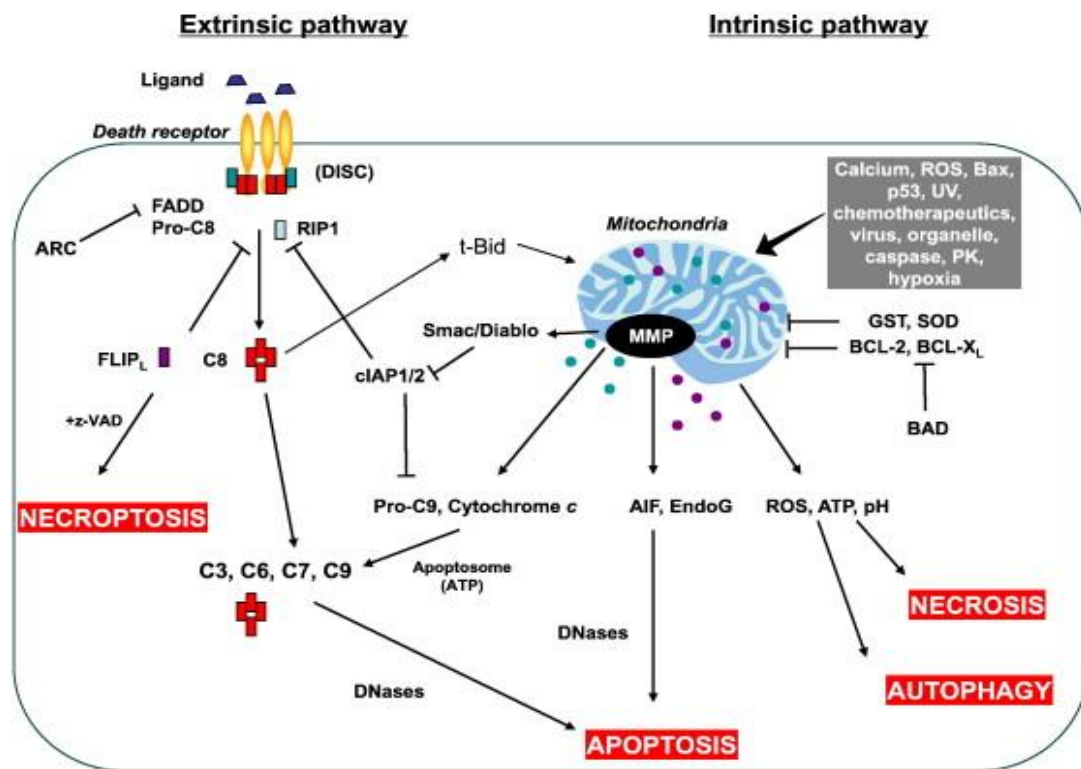 Extrinsic pathway
Intrinsic pathway
Ligand
Death receptor
(DISC)
Calcium, ROS, Bax,
p53, UV,
chemotherapeutics,
virus, organelle,
caspase, PK,
hypoxia
FADD
Pro-C8
RIP1
ARC
Mitochondria
t-Bid
Smac/Diablo
MMP
GST, SOD
BCL-2, BCL-XL
FLIPL
C8
cIAP1/2
BAD
+z-VAD
NECROPTOSIS
Pro-C9, Cytochrome c
AIF, EndoG
ROS, ATP, pH
C3, C6, C7, C9
Apoptosome
(ATP)
NECROSIS
DNases
DNases
AUTOPHAGY
APOPTOSIS